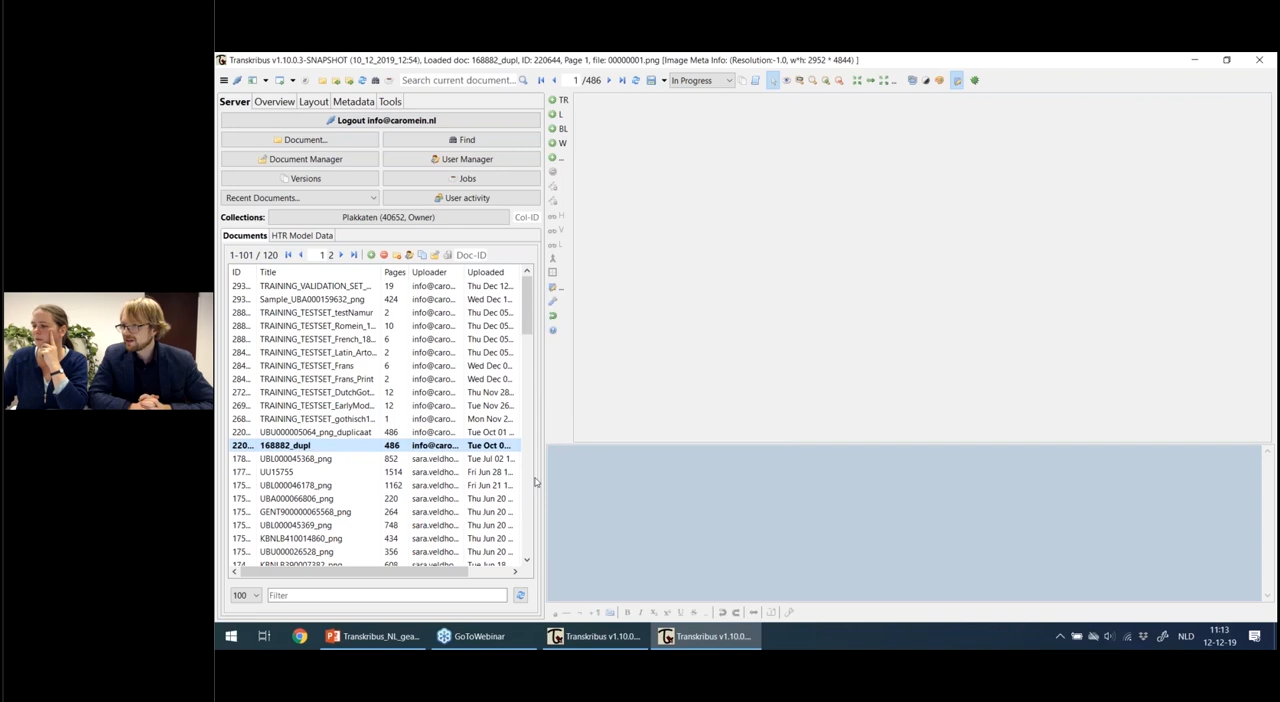 Transkribus v1.10.0.3-SNAPSHOT (10_12_2019_12:54), Loaded doc: 168882_dupl, ID: 220644, Page 1, file: 00000001.png [Image Meta Info: (Resolution:-1.0, w*h: 2952 * 4844) ]
Search current document... 1 /486 In Progress
Server Overview Layout Metadata Tools
Logout info@caromein.nl
Document... Find
Document Manager User Manager
Versions Jobs
Recent Documents... User activity
Collections: Plakkaten (40652, Owner) Col-ID
Documents HTR Model Data
1-101 / 120 1 2 Doc-ID
ID Title Pages Uploader Uploaded
293... TRAINING_VALIDATION_SET_... 19 info@caro... Thu Dec 12...
293... Sample_UBA000159632_png 424 info@caro... Wed Dec 1...
288... TRAINING_TESTSET_testNamur 2 info@caro... Thu Dec 05...
288... TRAINING_TESTSET_Romein_1... 10 info@caro... Thu Dec 05...
288... TRAINING_TESTSET_French_18... 6 info@caro... Thu Dec 05...
284... TRAINING_TESTSET_Latin_Arto... 2 info@caro... Thu Dec 05...
284... TRAINING_TESTSET_Frans 6 info@caro... Wed Dec 0...
284... TRAINING_TESTSET_Frans_Print 2 info@caro... Wed Dec 0...
272... TRAINING_TESTSET_DutchGot... 12 info@caro... Thu Nov 28...
269... TRAINING_TESTSET_EarlyMod... 12 info@caro... Tue Nov 26...
268... TRAINING_TESTSET_gothisch1... 1 info@caro... Mon Nov 2...
220... UBU000005064_png_duplicaat 486 info@caro... Tue Oct 01 ...
220... 168882_dupl 486 info@caro... Tue Oct 0...
178... UBL000045368_png 852 sara.veldho... Tue Jul 02 1...
177... UU15755 1514 sara.veldho... Fri Jun 28 1...
175... UBL000046178_png 1162 sara.veldho... Fri Jun 21 1...
175... UBA000066806_png 220 sara.veldho... Thu Jun 20 ...
175... GENT900000065568_png 264 sara.veldho... Thu Jun 20 ...
175... UBL000045369_png 748 sara.veldho... Thu Jun 20 ...
175... KBNLB410014860_png 434 sara.veldho... Thu Jun 20 ...
175... UBU000026528_png 356 sara.veldho... Thu Jun 20 ...
174... KBNLB390007382_png 608 sara.veldho... Tue Jun 18 ...
100 Filter
TR
L
BL
W
...
H
V
L
...
B I X₂ X² U S ...
Transkribus_NL_gea... GoToWebinar Transkribus v1.10.0... Transkribus v1.10.0... NLD 11:13
12-12-19